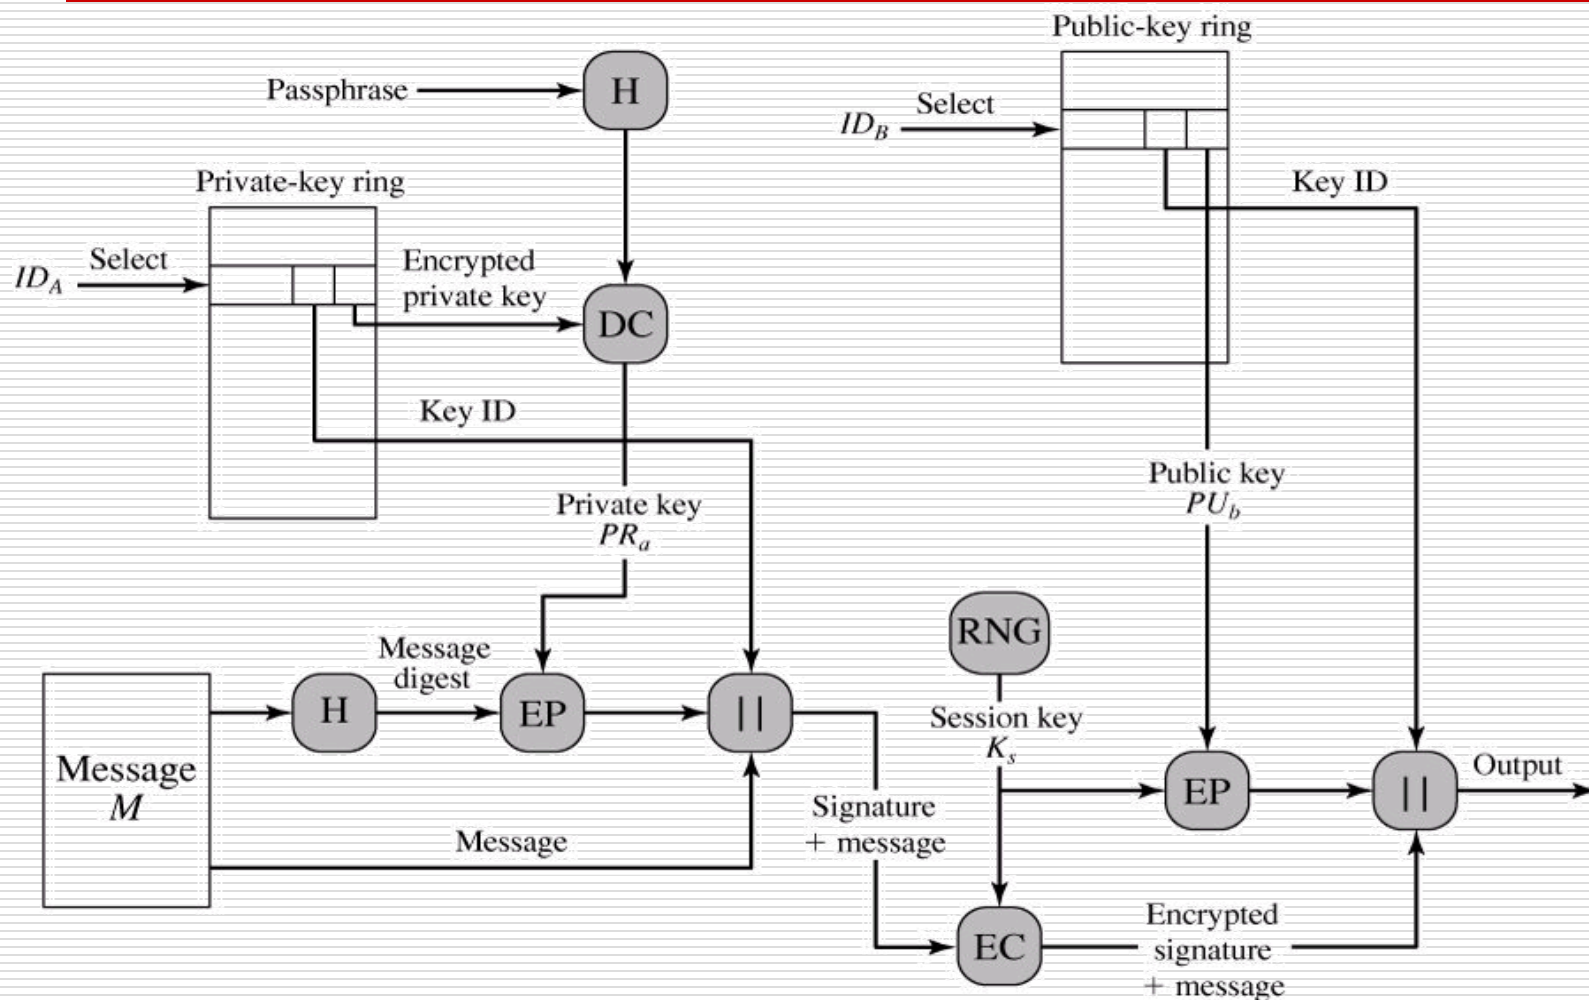 Public-key ring
Passphrase
H
Select
ID_B
Private-key ring
Key ID
Select
ID_A
Encrypted
private key
DC
Key ID
Public key
PU_b
Private key
PR_a
RNG
Message
digest
H
EP
||
Session key
K_s
Message
M
Output
EP
||
Signature
+ message
Message
Encrypted
signature
+ message
EC